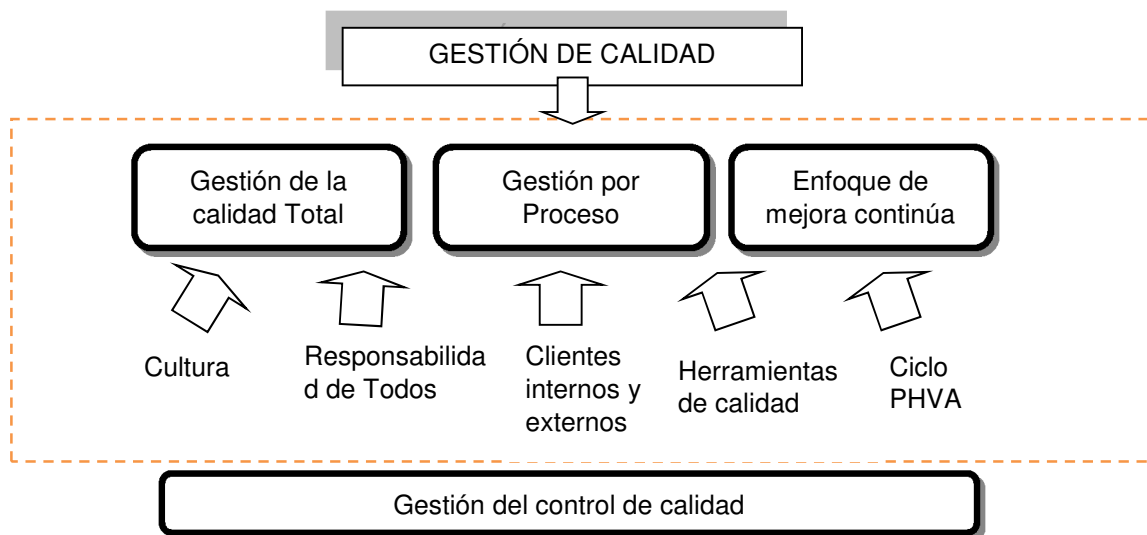 GESTIÓN DE CALIDAD
Gestión de la
calidad Total
Gestión por
Proceso
Enfoque de
mejora continúa
Cultura
Responsabilida
d de Todos
Clientes
internos y
externos
Herramientas
de calidad
Ciclo
PHVA
Gestión del control de calidad